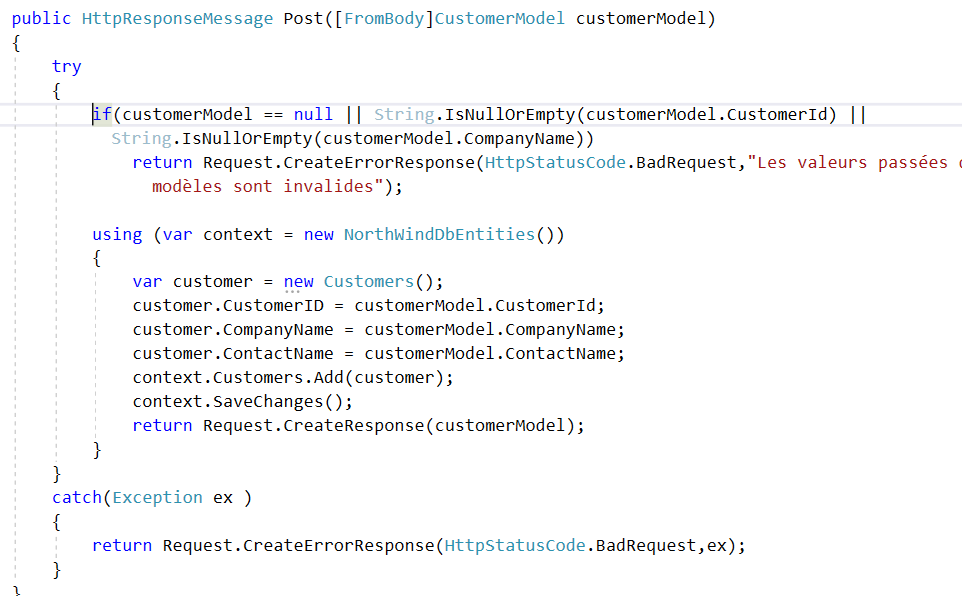 public HttpResponseMessage Post([FromBody]CustomerModel customerModel)
{
try
{
if(customerModel == null || String.IsNullOrEmpty(customerModel.CustomerId) ||
String.IsNullOrEmpty(customerModel.CompanyName))
return Request.CreateErrorResponse(HttpStatusCode.BadRequest,"Les valeurs passées
modèles sont invalides");
using (var context = new NorthWindDbEntities())
{
var customer = new Customers();
customer.CustomerID = customerModel.CustomerId;
customer.CompanyName = customerModel.CompanyName;
customer.ContactName = customerModel.ContactName;
context.Customers.Add(customer);
context.SaveChanges();
return Request.CreateResponse(customerModel);
}
}
catch(Exception ex )
{
return Request.CreateErrorResponse(HttpStatusCode.BadRequest,ex);
}
}